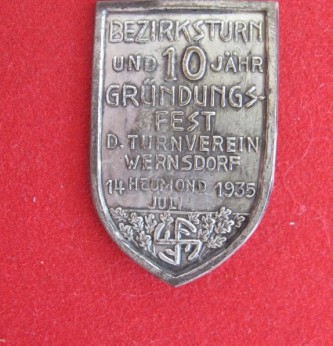 BEZIRKSTURN
UND 10 JÄHR
GRÜNDUNGS-
FEST
D. TURNVEREIN
WERNSDORF
14 HEUMOND 1935
JULI